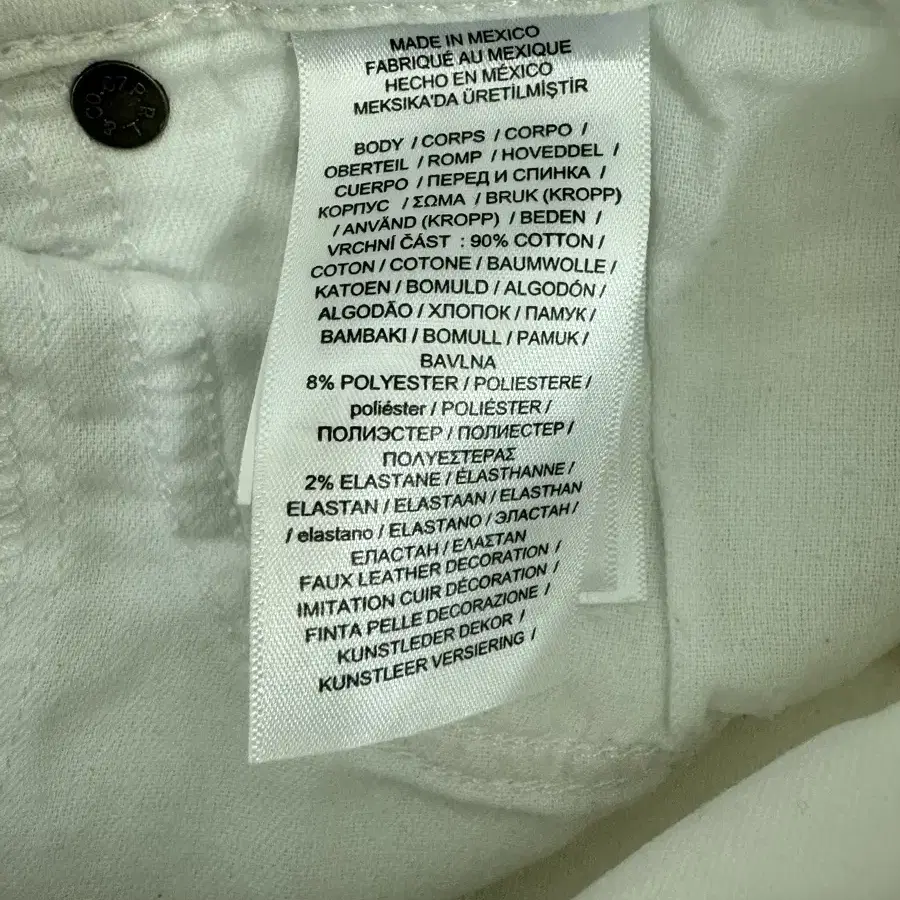 MADE IN MEXICO
FABRIQUÉ AU MEXIQUE
HECHO EN MÉXICO
MEKSIKA'DA ÜRETİLMİŞTİR
BODY / CORPS / CORPO /
OBERTEIL / ROMP / HOVEDDEL /
CUERPO / ПЕРЕД И СПИНКА /
КОРПУС / ΣΩΜΑ / BRUK (KROPP)
/ ANVÄND (KROPP) / BEDEN /
VRCHNÍ ČÁST : 90% COTTON /
COTON / COTONE / BAUMWOLLE /
KATOEN / BOMULD / ALGODÓN /
ALGODÃO / ХЛОПОК / ПАМУК /
BAMBAKI / BOMULL / PAMUK /
BAVLNA
8% POLYESTER / POLIESTERE /
poliéster / POLIÉSTER /
ПОЛИЭСТЕР / ПОЛИЕСТЕР /
ΠΟΛΥΕΣΤΕΡΑΣ
2% ELASTANE / ÉLASTHANNE /
ELASTAN / ELASTAAN / ELASTHAN
/ elastano / ELASTANO / ЭЛАСТАН /
ЕЛАСТАН / ΕΛΑΣΤΑΝ
FAUX LEATHER DECORATION /
IMITATION CUIR DÉCORATION /
FINTA PELLE DECORAZIONE /
KUNSTLEDER DEKOR /
KUNSTLEER VERSIERING /